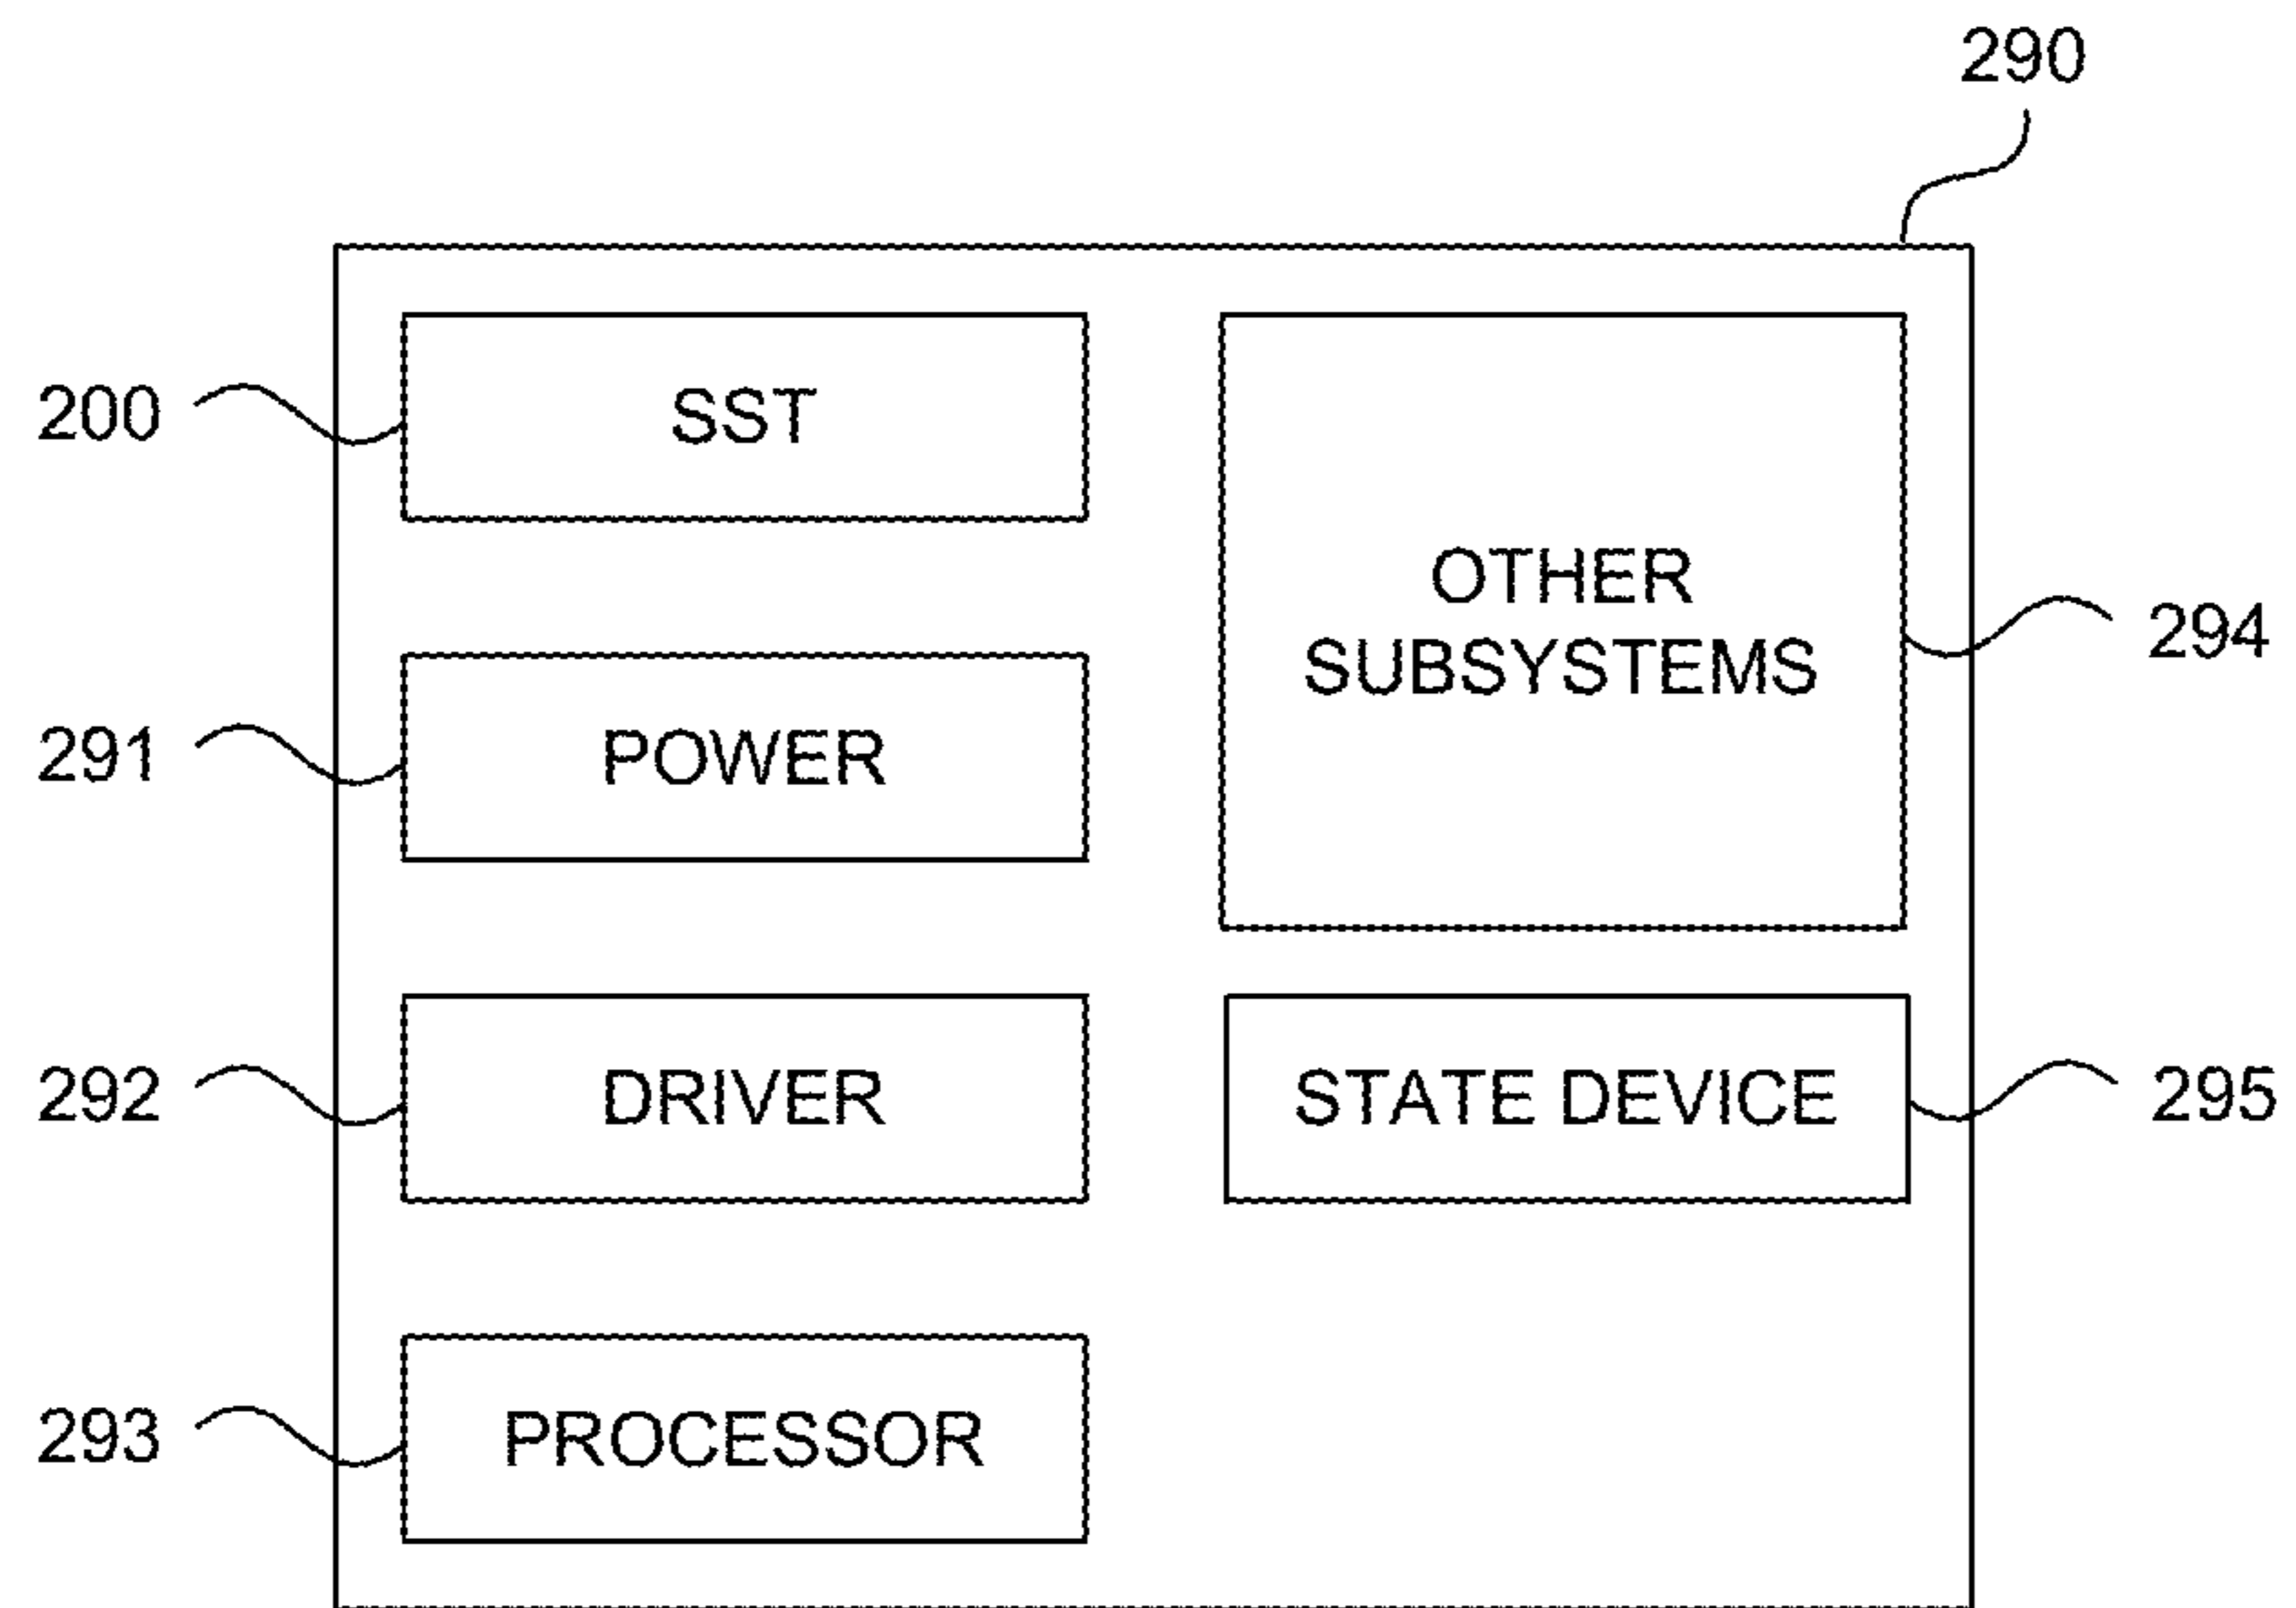 290
200
SST
OTHER
SUBSYSTEMS
294
291
POWER
292
DRIVER
STATE DEVICE
295
293
PROCESSOR